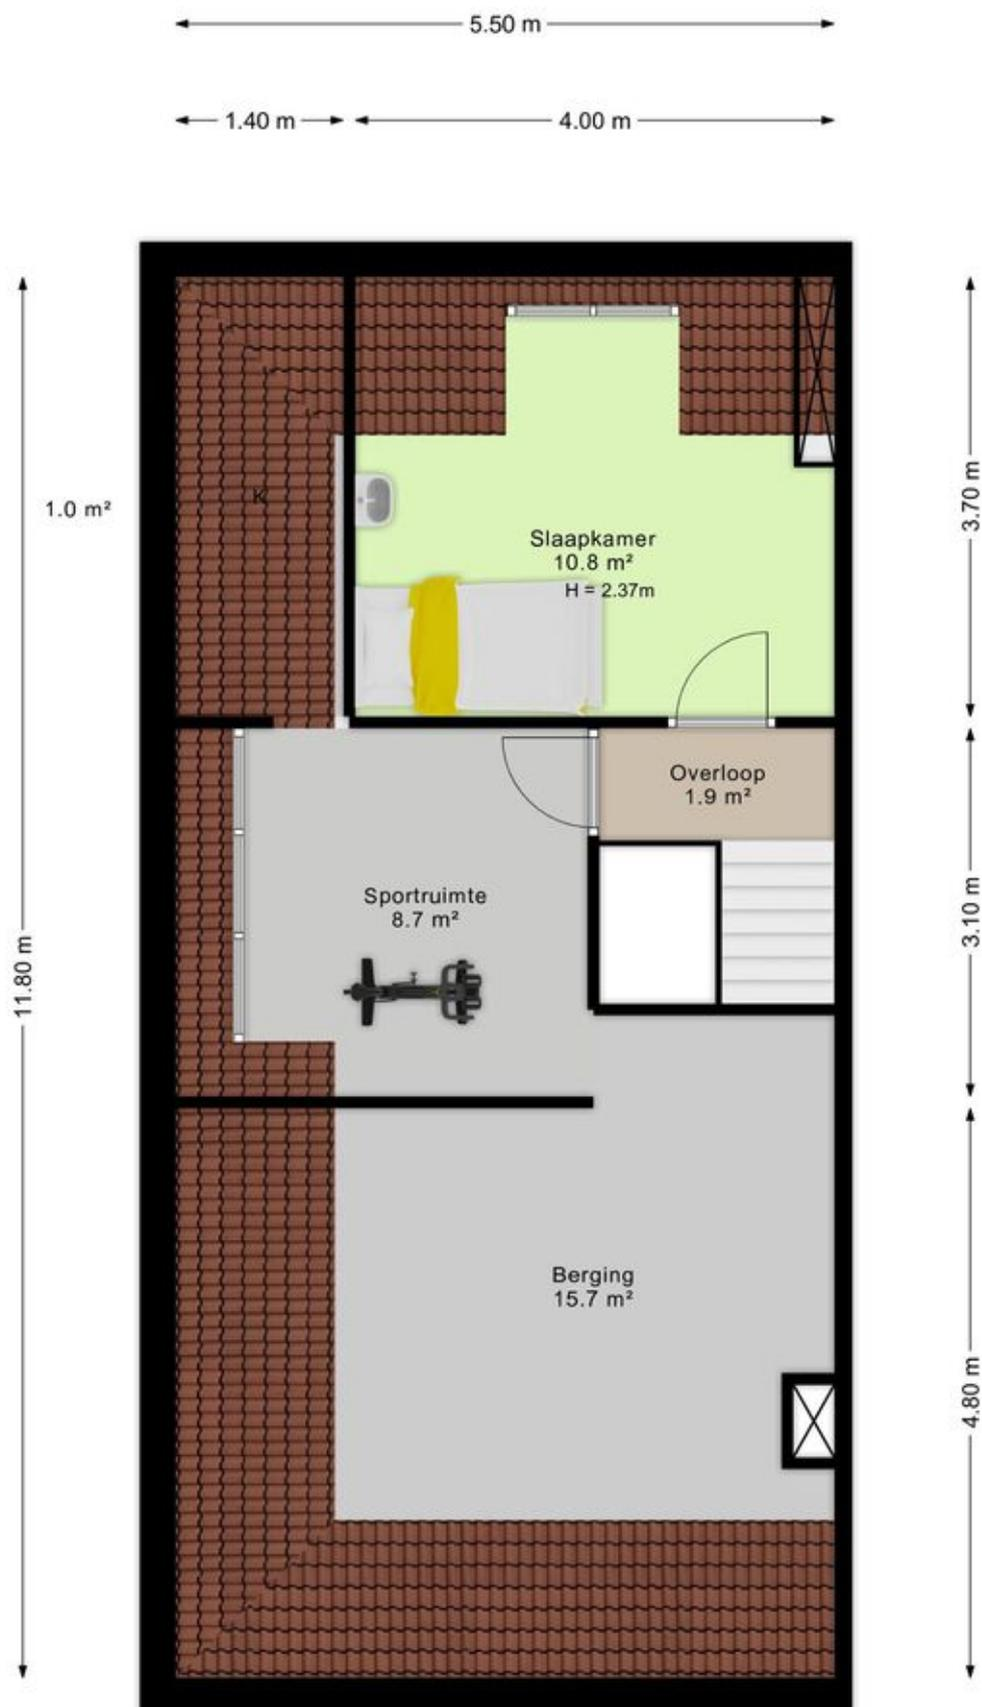 5.50 m
1.40 m
4.00 m
3.70 m
K
1.0 m²
Slaapkamer
10.8 m²
H = 2.37m
Overloop
1.9 m²
Sportruimte
8.7 m²
3.10 m
11.80 m
Berging
15.7 m²
4.80 m